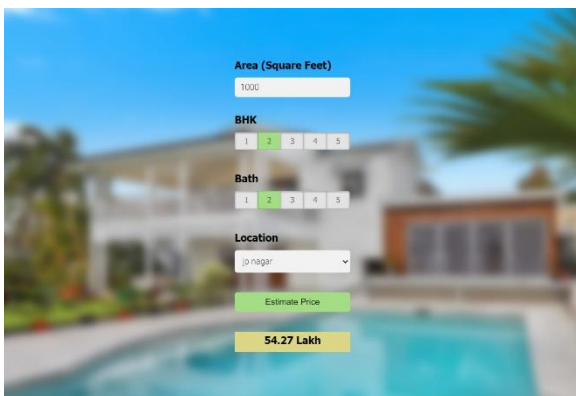 Area (Square Feet)
1000
BHK
1 2 3 4 5
Bath
1 2 3 4 5
Location
jp nagar
Estimate Price
54.27 Lakh